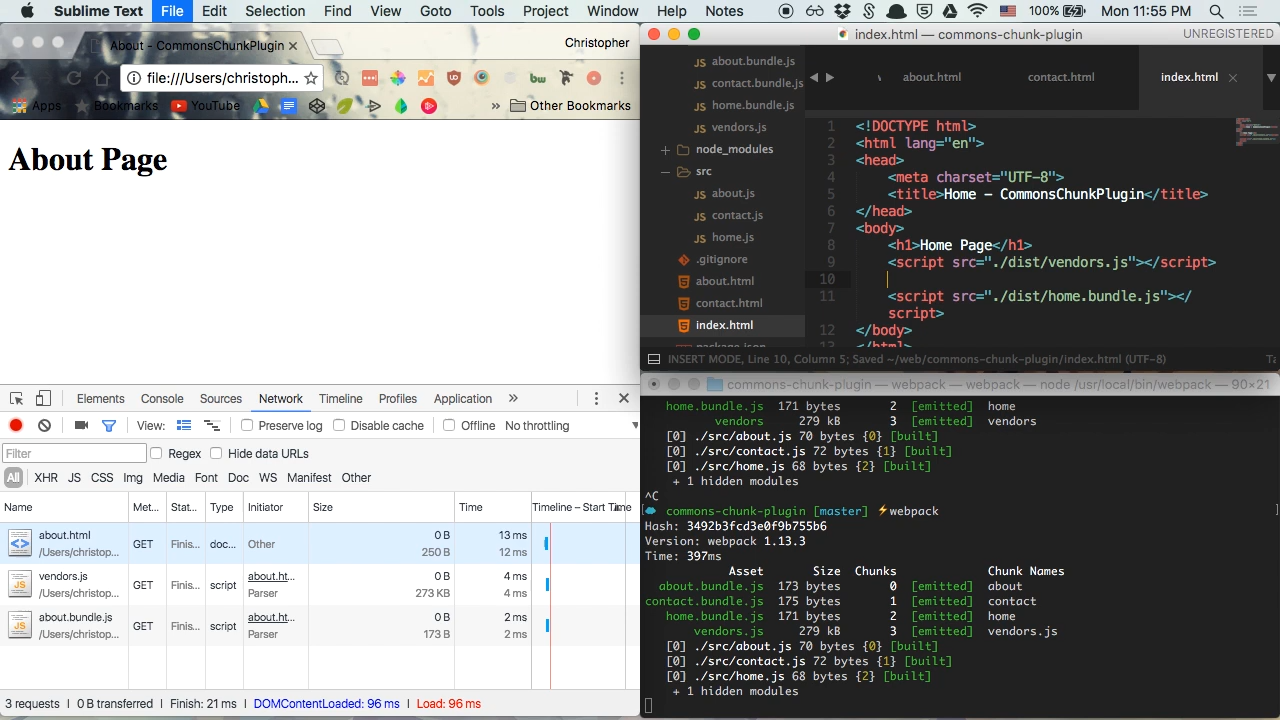 Sublime Text File Edit Selection Find View Goto Tools Project Window Help Notes 100% Mon 11:55 PM
About - CommonsChunkPlugin
Christopher
file:///Users/christoph...
Apps Bookmarks YouTube » Other Bookmarks
About Page
Elements Console Sources Network Timeline Profiles Application »
View: Preserve log Disable cache Offline No throttling
Filter Regex Hide data URLs
All XHR JS CSS Img Media Font Doc WS Manifest Other
Name Met... Stat... Type Initiator Size Time Timeline – Start Time
about.html GET Finis... doc... Other 0 B 13 ms
/Users/christop... 250 B 12 ms
vendors.js GET Finis... script about.ht... 0 B 4 ms
/Users/christop... Parser 273 KB 4 ms
about.bundle.js GET Finis... script about.ht... 0 B 2 ms
/Users/christop... Parser 173 B 2 ms
3 requests | 0 B transferred | Finish: 21 ms | DOMContentLoaded: 96 ms | Load: 96 ms
index.html — commons-chunk-plugin
UNREGISTERED
JS about.bundle.js
JS contact.bundle.js
JS home.bundle.js
JS vendors.js
node_modules
src
JS about.js
JS contact.js
JS home.js
.gitignore
about.html
contact.html
index.html
package.json
about.html contact.html index.html
1 <!DOCTYPE html>
2 <html lang="en">
3 <head>
4 <meta charset="UTF-8">
5 <title>Home – CommonsChunkPlugin</title>
6 </head>
7 <body>
8 <h1>Home Page</h1>
9 <script src="./dist/vendors.js"></script>
10
11 <script src="./dist/home.bundle.js"></
script>
12 </body>
13 </html>
INSERT MODE, Line 10, Column 5; Saved ~/web/commons-chunk-plugin/index.html (UTF-8) Ta
commons-chunk-plugin — webpack — webpack — node /usr/local/bin/webpack — 90×21
home.bundle.js 171 bytes 2 [emitted] home
vendors 279 kB 3 [emitted] vendors
[0] ./src/about.js 70 bytes {0} [built]
[0] ./src/contact.js 72 bytes {1} [built]
[0] ./src/home.js 68 bytes {2} [built]
+ 1 hidden modules
^C
commons-chunk-plugin [master] ⚡webpack
Hash: 3492b3fcd3e0f9b755b6
Version: webpack 1.13.3
Time: 397ms
Asset Size Chunks Chunk Names
about.bundle.js 173 bytes 0 [emitted] about
contact.bundle.js 175 bytes 1 [emitted] contact
home.bundle.js 171 bytes 2 [emitted] home
vendors.js 279 kB 3 [emitted] vendors.js
[0] ./src/about.js 70 bytes {0} [built]
[0] ./src/contact.js 72 bytes {1} [built]
[0] ./src/home.js 68 bytes {2} [built]
+ 1 hidden modules